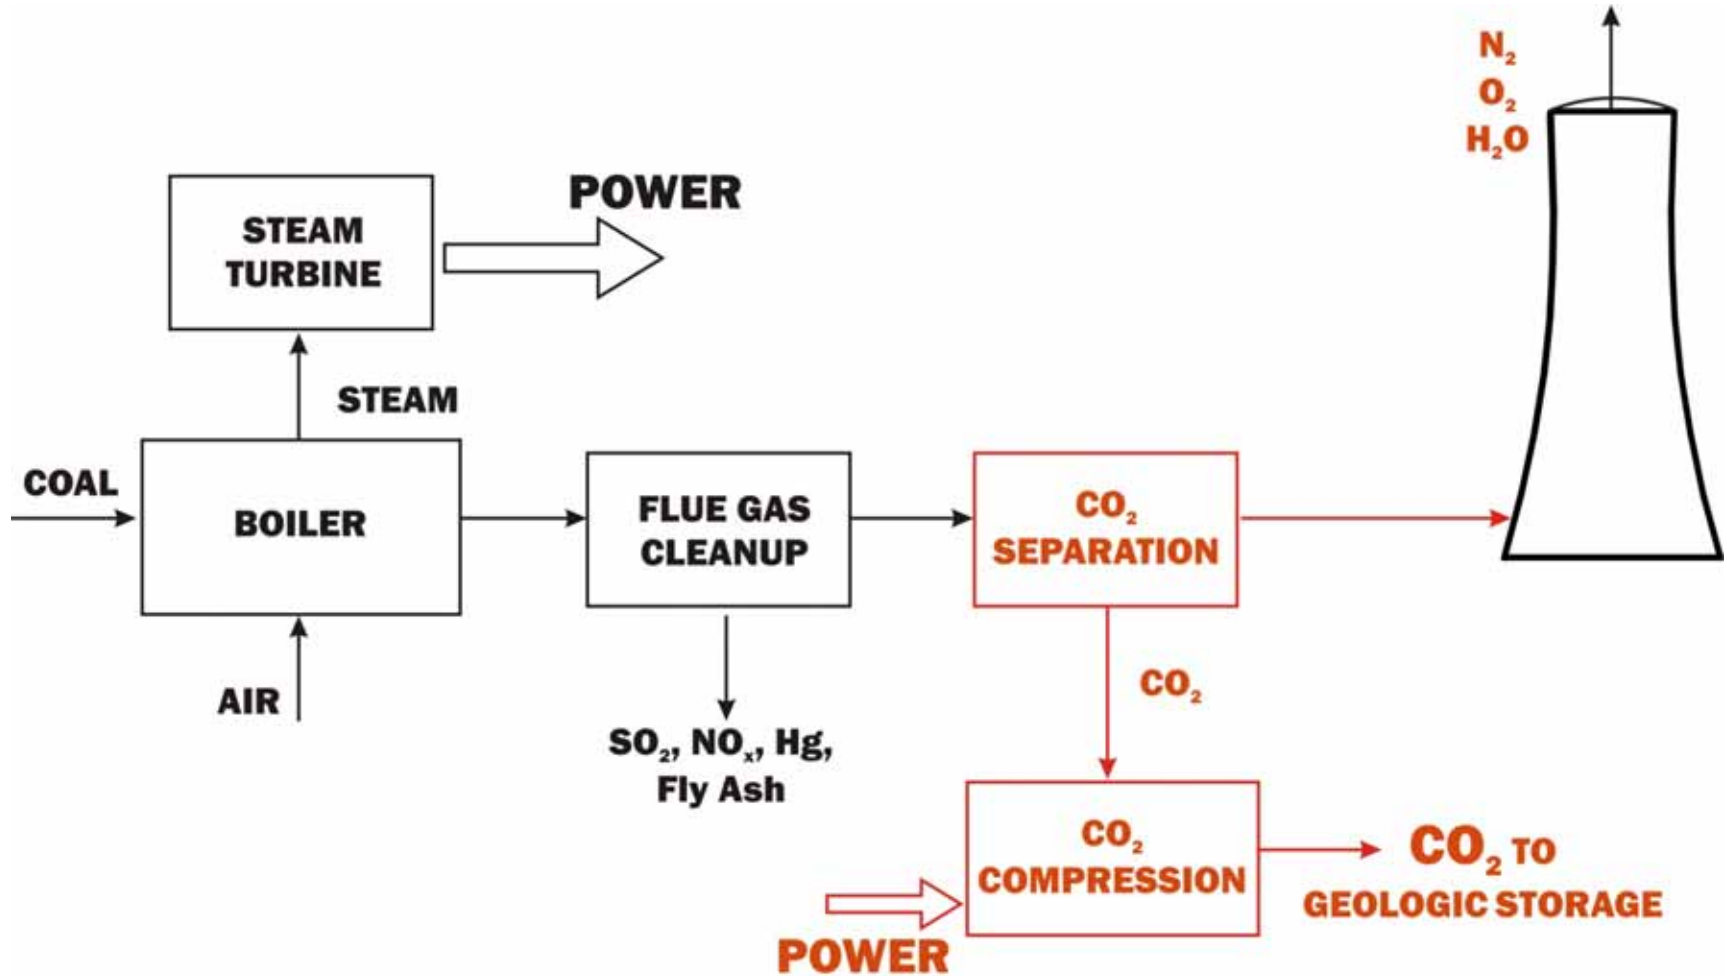 N₂
O₂
H₂O
POWER
STEAM
TURBINE
STEAM
COAL
BOILER
FLUE GAS
CLEANUP
CO₂
SEPARATION
AIR
CO₂
SO₂, NOₓ, Hg,
Fly Ash
CO₂
COMPRESSION
CO₂ TO
GEOLOGIC STORAGE
POWER